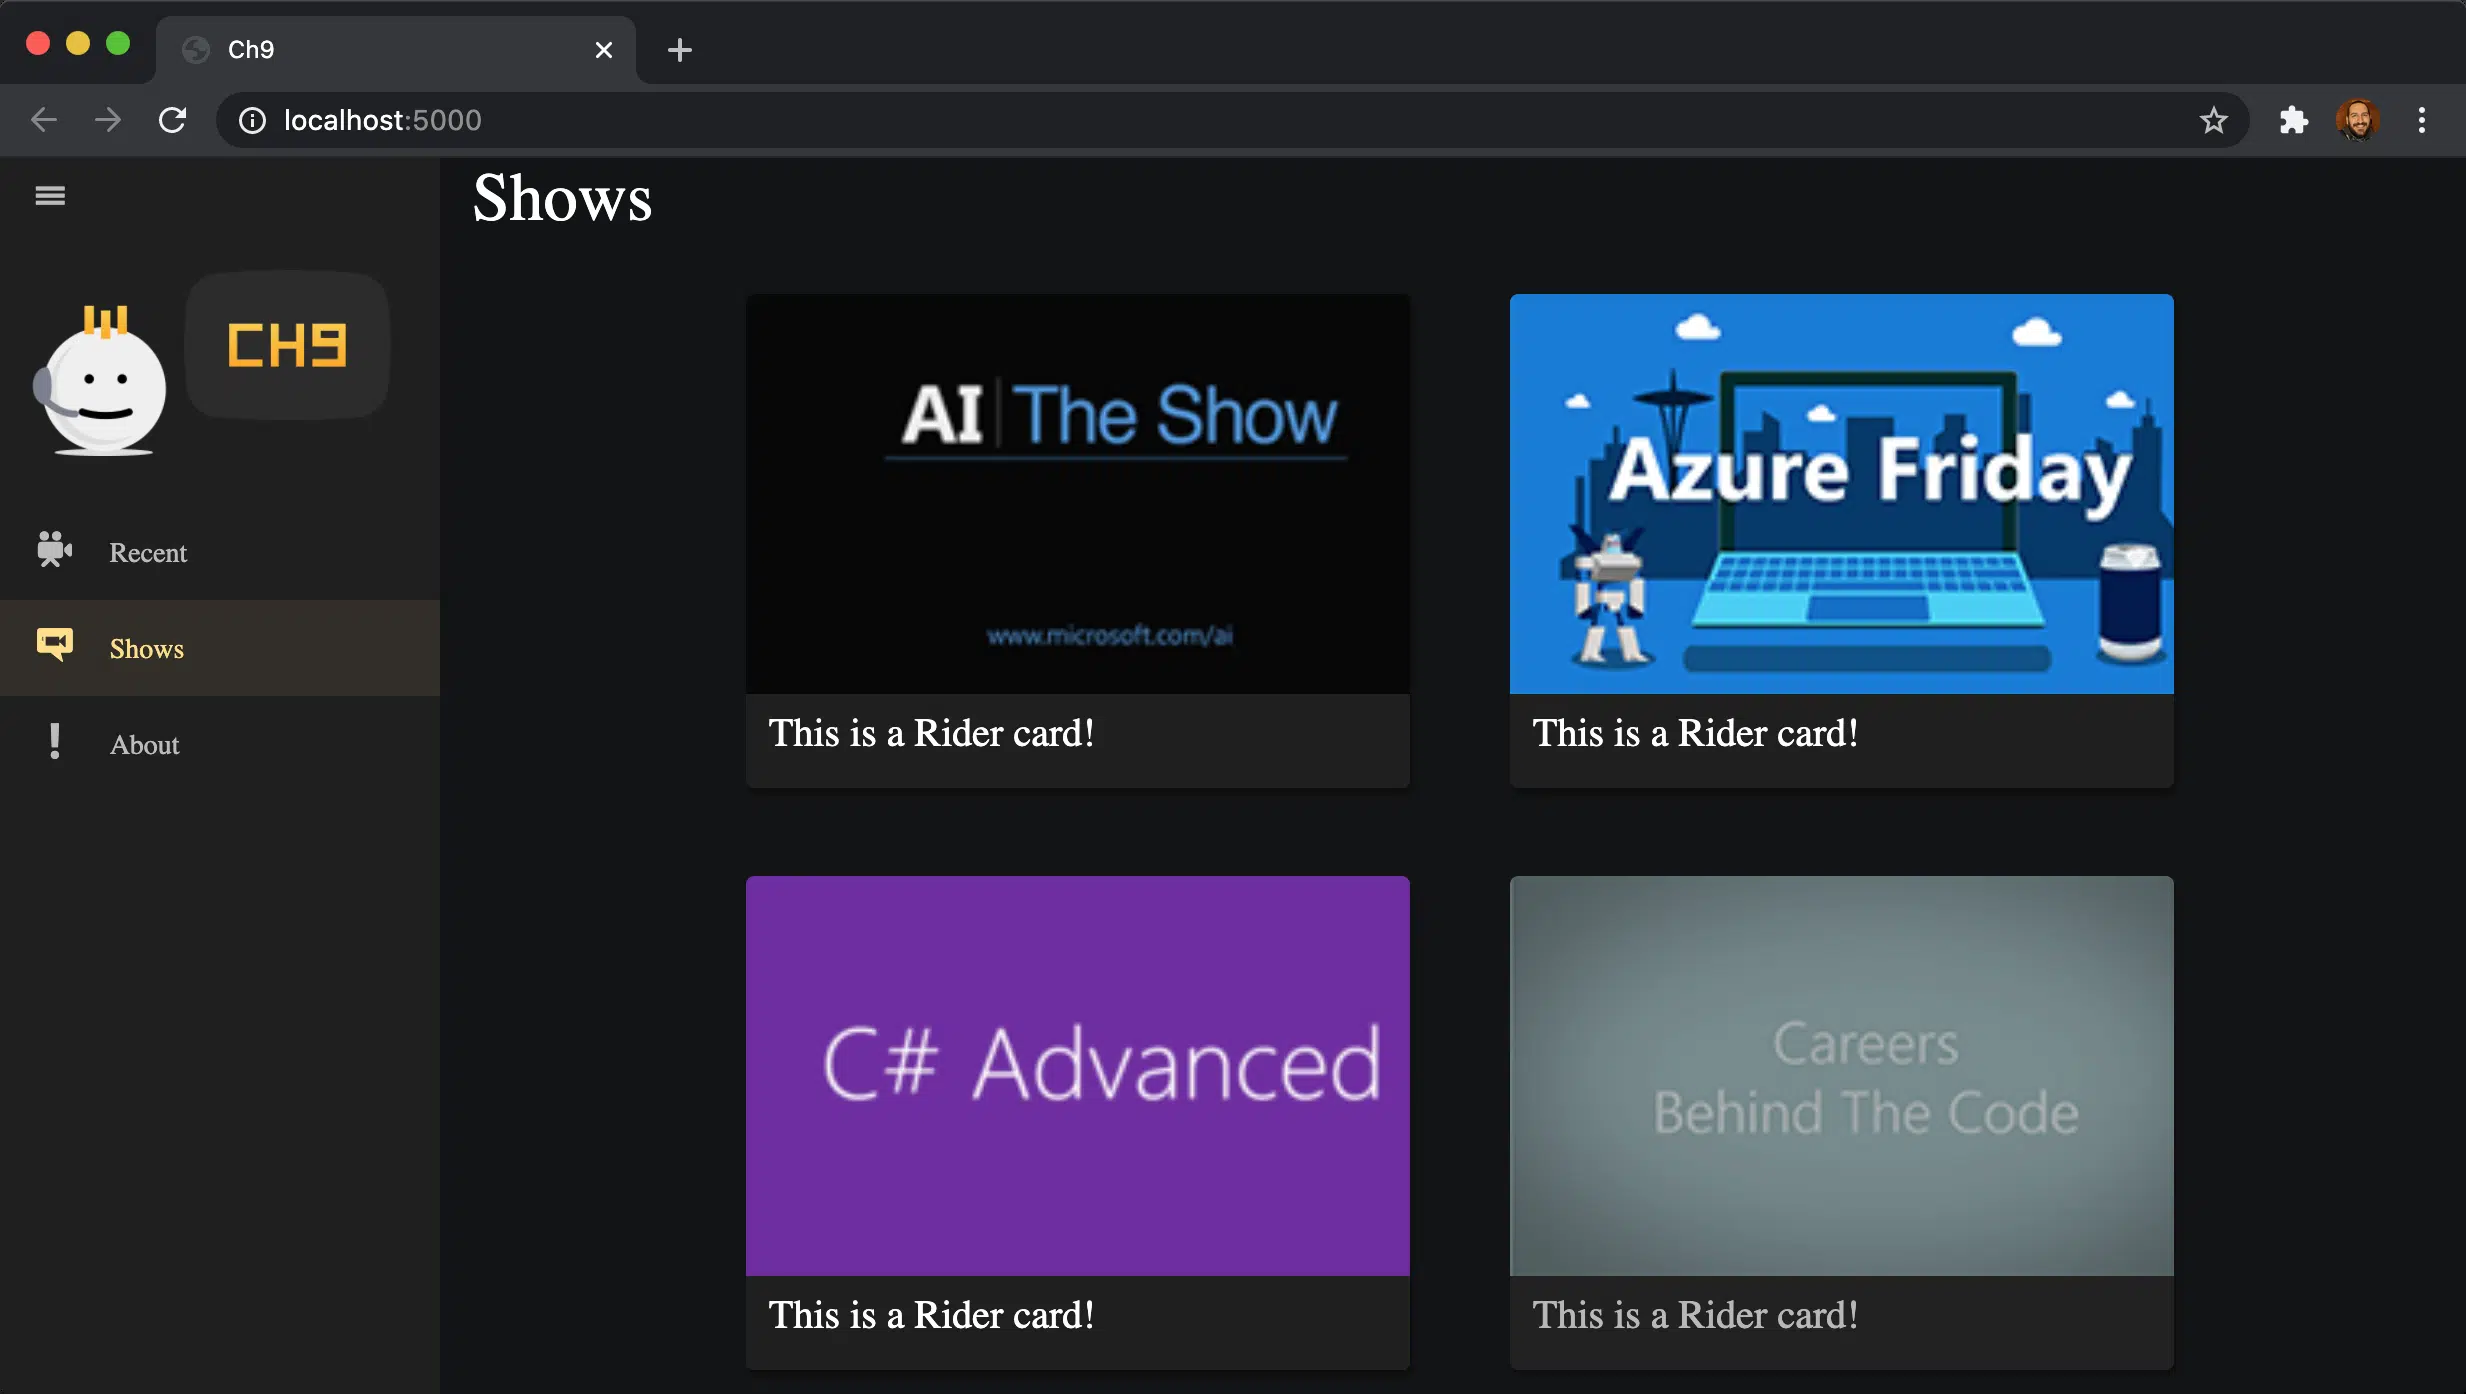 Ch9
localhost:5000
Shows
CH9
Recent
Shows
About
AI The Show
www.microsoft.com/ai
This is a Rider card!
Azure Friday
This is a Rider card!
C# Advanced
This is a Rider card!
Careers
Behind The Code
This is a Rider card!